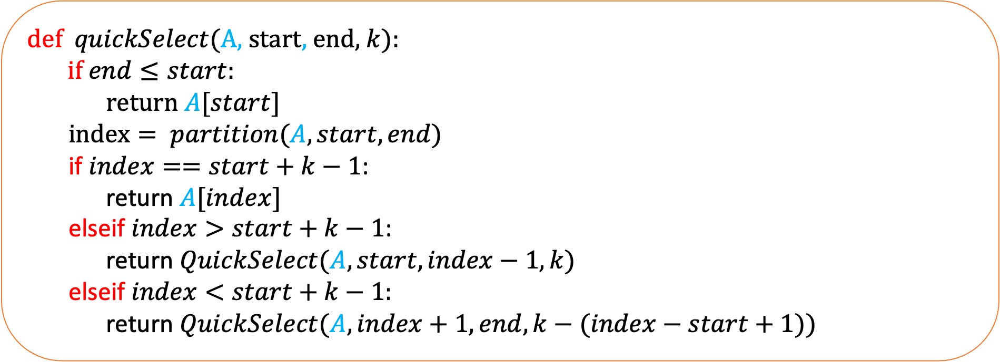 def quickSelect(A, start, end, k):
if end ≤ start:
return A[start]
index = partition(A, start, end)
if index == start + k − 1:
return A[index]
elseif index > start + k − 1:
return QuickSelect(A, start, index − 1, k)
elseif index < start + k − 1:
return QuickSelect(A, index + 1, end, k − (index − start + 1))